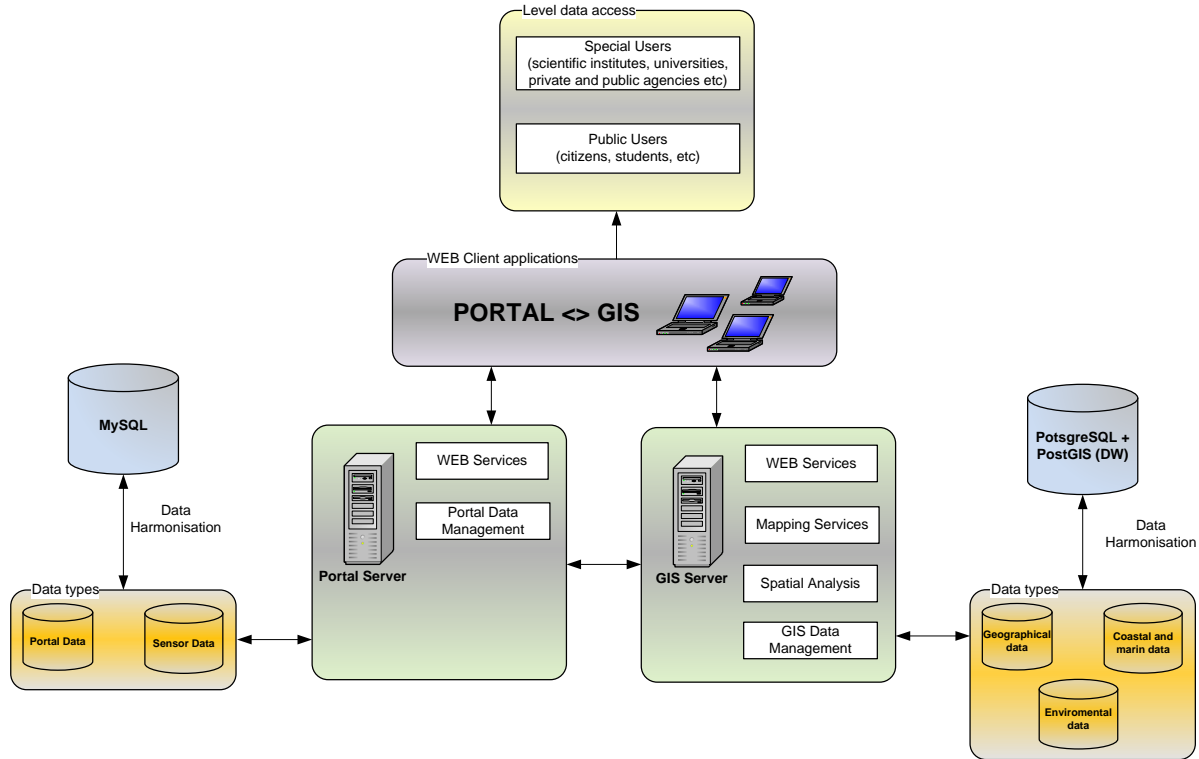 Level data access
Special Users
(scientific institutes, universities,
private and public agencies etc)
Public Users
(citizens, students, etc)
WEB Client applications
PORTAL <> GIS
MySQL
Data
Harmonisation
Data types
Portal Data
Sensor Data
WEB Services
Portal Data
Management
Portal Server
WEB Services
Mapping Services
Spatial Analysis
GIS Data
Management
GIS Server
PotsgreSQL +
PostGIS (DW)
Data
Harmonisation
Data types
Geographical
data
Coastal and
marin data
Enviromental
data